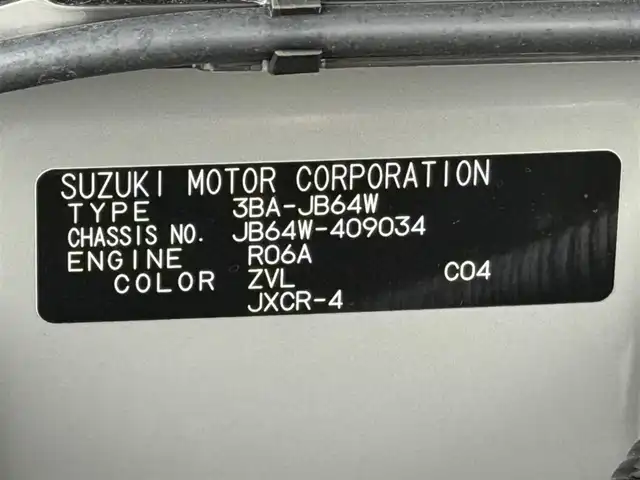 SUZUKI MOTOR CORPORATION
TYPE 3BA-JB64W
CHASSIS NO. JB64W-409034
ENGINE R06A
COLOR ZVL C04
JXCR-4